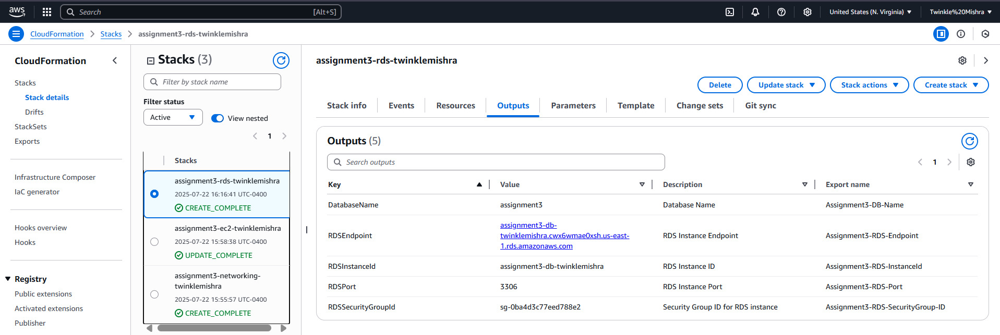 aws
Search
[Alt+S]
United States (N. Virginia)
Twinkle%20Mishra
CloudFormation
Stacks
assignment3-rds-twinklemishra
CloudFormation
Stacks
Stack details
Drifts
StackSets
Exports
Infrastructure Composer
IaC generator
Hooks overview
Hooks
Registry
Public extensions
Activated extensions
Publisher
Stacks (3)
Filter by stack name
Filter status
Active
View nested
1
Stacks
assignment3-rds-twinklemishra
2025-07-22 16:16:41 UTC-0400
CREATE_COMPLETE
assignment3-ec2-twinklemishra
2025-07-22 15:58:38 UTC-0400
UPDATE_COMPLETE
assignment3-networking-
twinklemishra
2025-07-22 15:55:57 UTC-0400
CREATE_COMPLETE
assignment3-rds-twinklemishra
Delete
Update stack
Stack actions
Create stack
Stack info
Events
Resources
Outputs
Parameters
Template
Change sets
Git sync
Outputs (5)
Search outputs
1
Key Value Description Export name
DatabaseName assignment3 Database Name Assignment3-DB-Name
RDSEndpoint assignment3-db-
twinklemishra.cwx6wmae0xsh.us-east-
1.rds.amazonaws.com RDS Instance Endpoint Assignment3-RDS-Endpoint
RDSInstanceId assignment3-db-twinklemishra RDS Instance ID Assignment3-RDS-InstanceId
RDSPort 3306 RDS Instance Port Assignment3-RDS-Port
RDSSecurityGroupId sg-0ba4d3c77eed788e2 Security Group ID for RDS instance Assignment3-RDS-SecurityGroup-ID